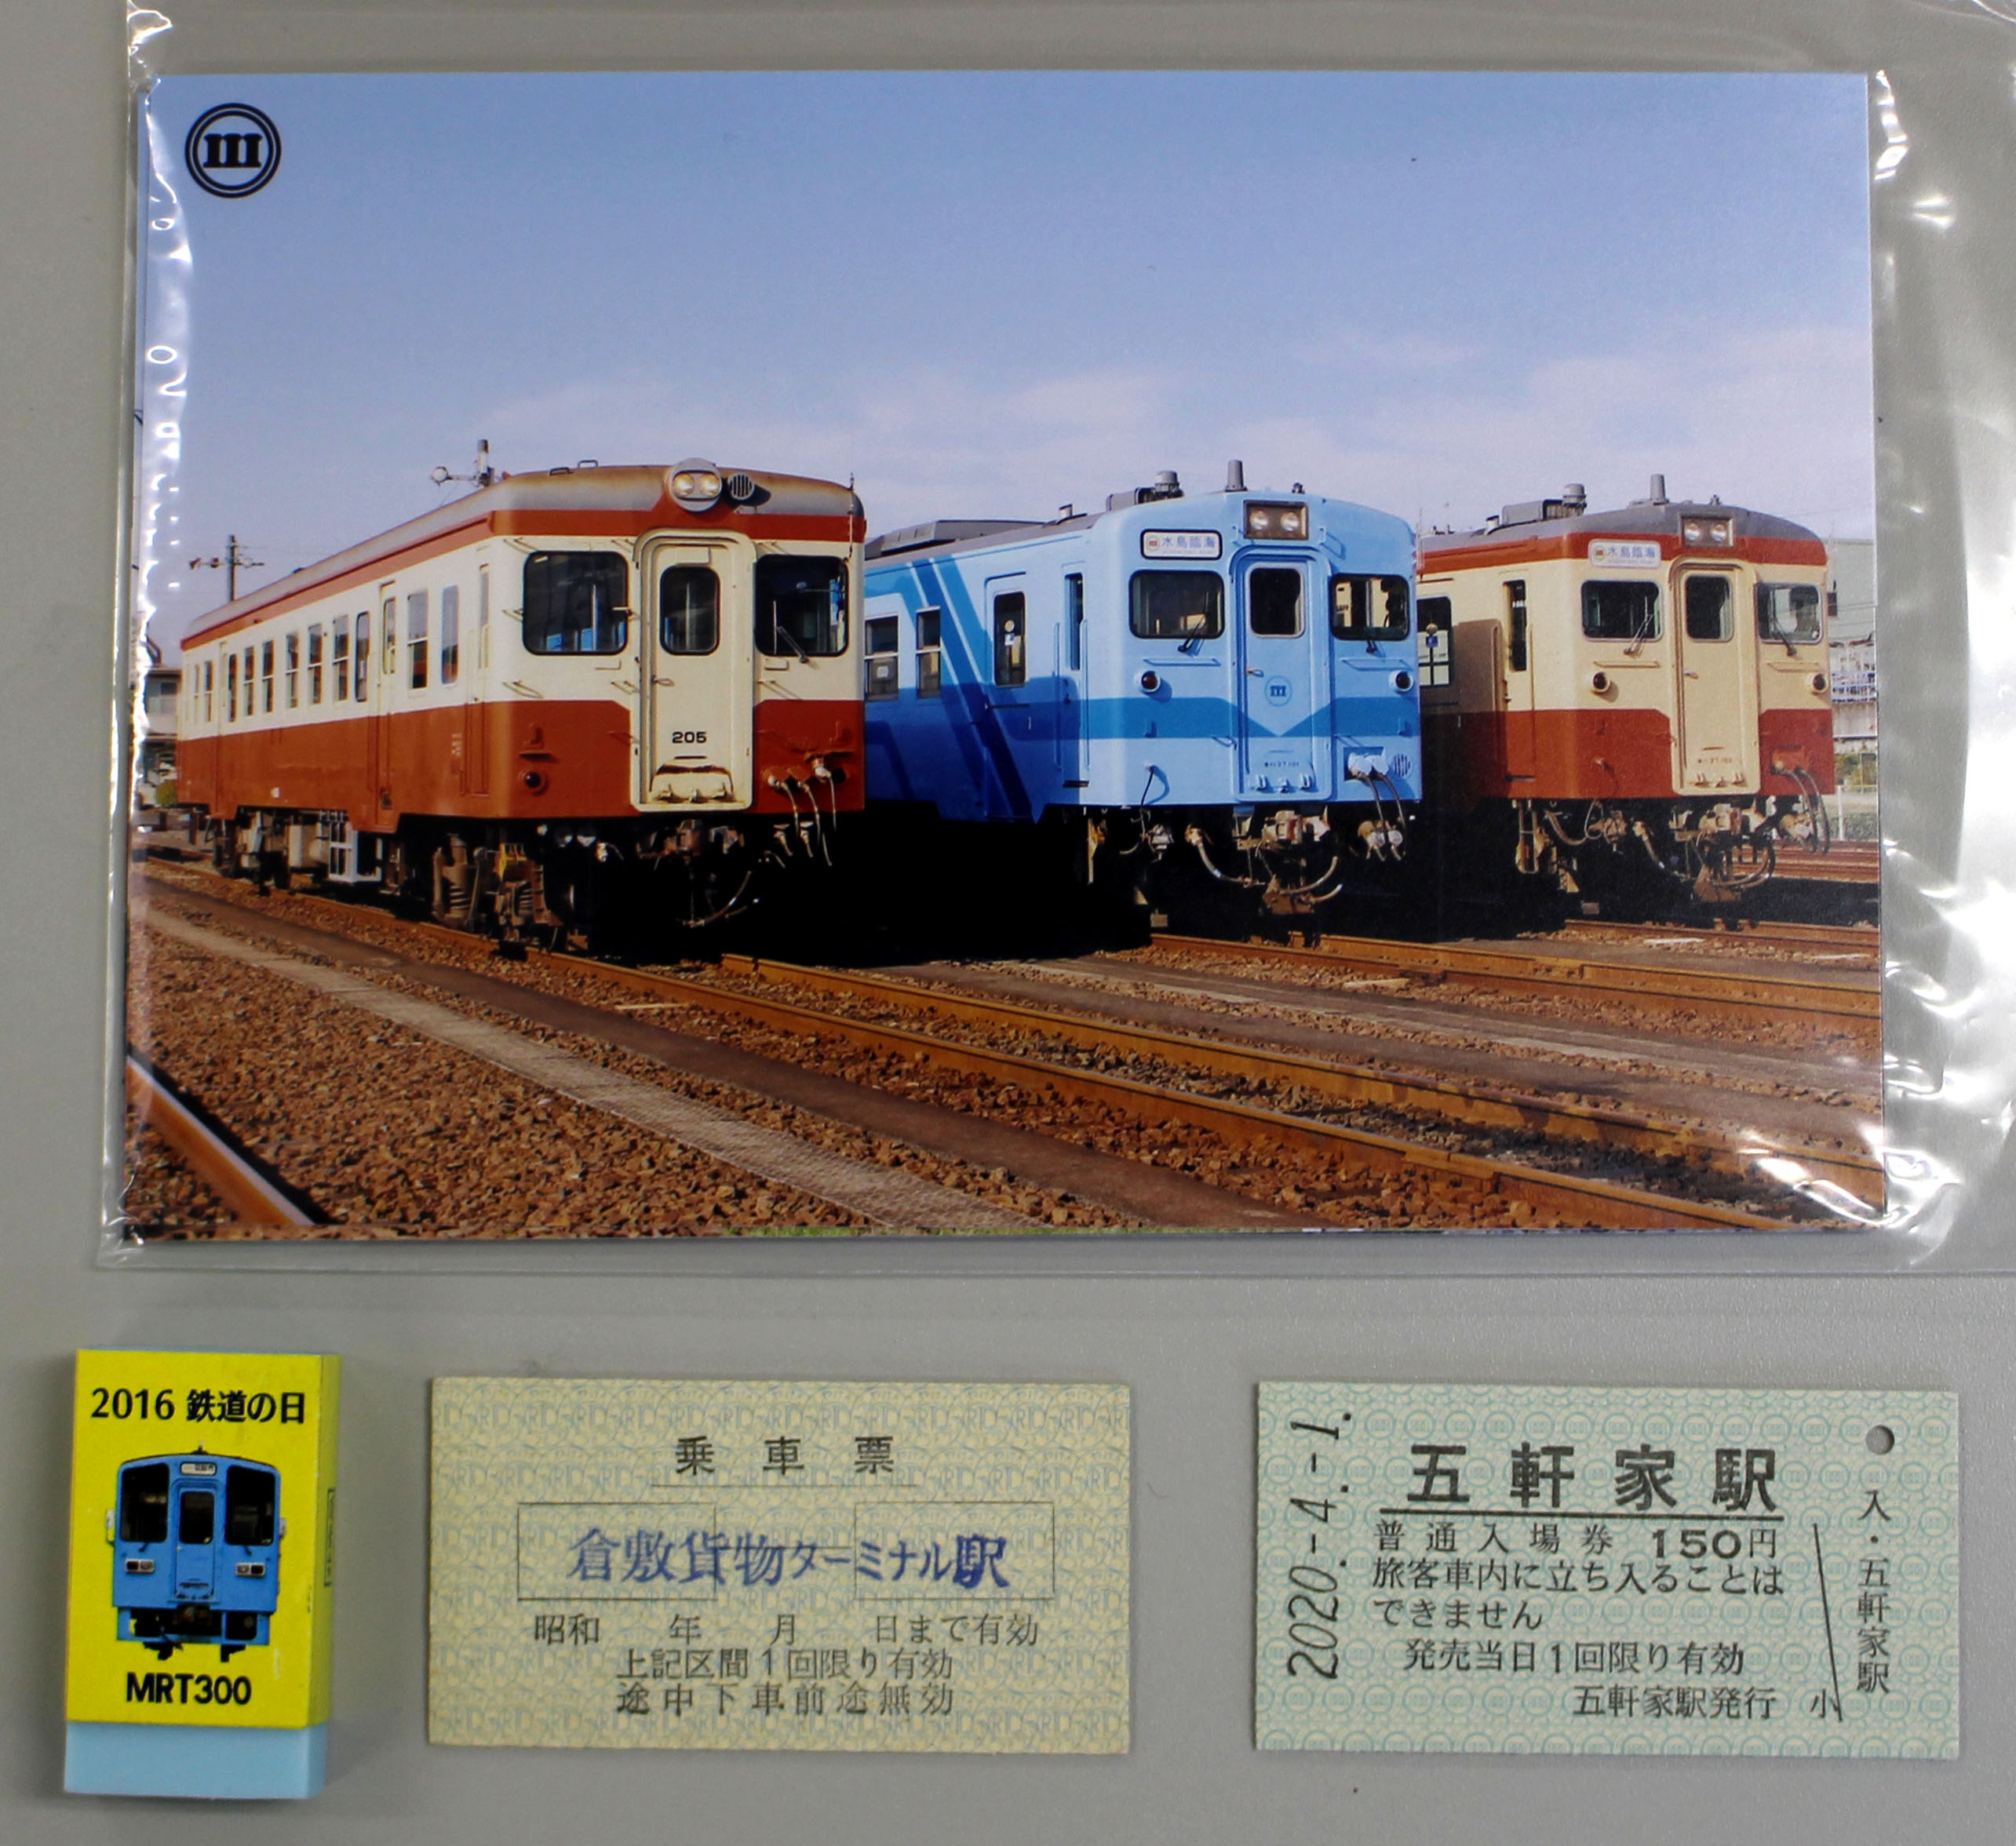 III
水島臨海
水島臨海
205
III
2016 鉄道の日
MRT300
乗車票
倉敷貨物ターミナル駅
昭和　年　月　日まで有効
上記区間1回限り有効
途中下車前途無効
2020.-4.-1.
五軒家駅
普通入場券 150円
旅客車内に立ち入ることは
できません
発売当日1回限り有効
五軒家駅発行
小
入・五軒家駅